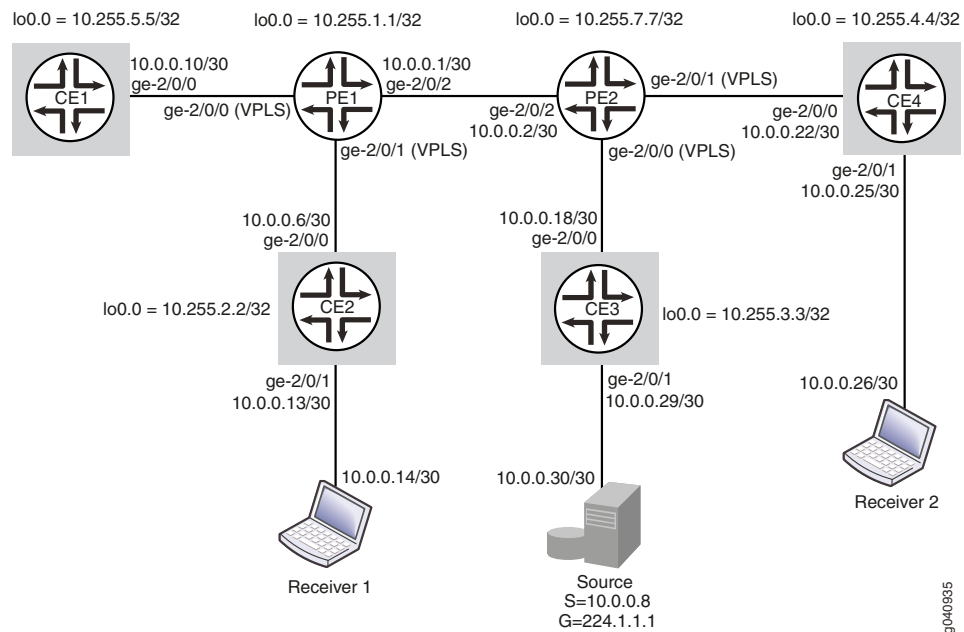 lo0.0 = 10.255.5.5/32
lo0.0 = 10.255.1.1/32
lo0.0 = 10.255.7.7/32
lo0.0 = 10.255.4.4/32
CE1
10.0.0.10/30
ge-2/0/0
ge-2/0/0 (VPLS)
PE1
10.0.0.1/30
ge-2/0/2
ge-2/0/2
10.0.0.2/30
PE2
ge-2/0/1 (VPLS)
ge-2/0/0
10.0.0.22/30
CE4
ge-2/0/1 (VPLS)
ge-2/0/0 (VPLS)
ge-2/0/1
10.0.0.25/30
10.0.0.6/30
ge-2/0/0
10.0.0.18/30
ge-2/0/0
lo0.0 = 10.255.2.2/32
CE2
CE3
lo0.0 = 10.255.3.3/32
ge-2/0/1
10.0.0.13/30
ge-2/0/1
10.0.0.29/30
10.0.0.26/30
10.0.0.14/30
10.0.0.30/30
Receiver 2
Receiver 1
Source
S=10.0.0.8
G=224.1.1.1
g040935